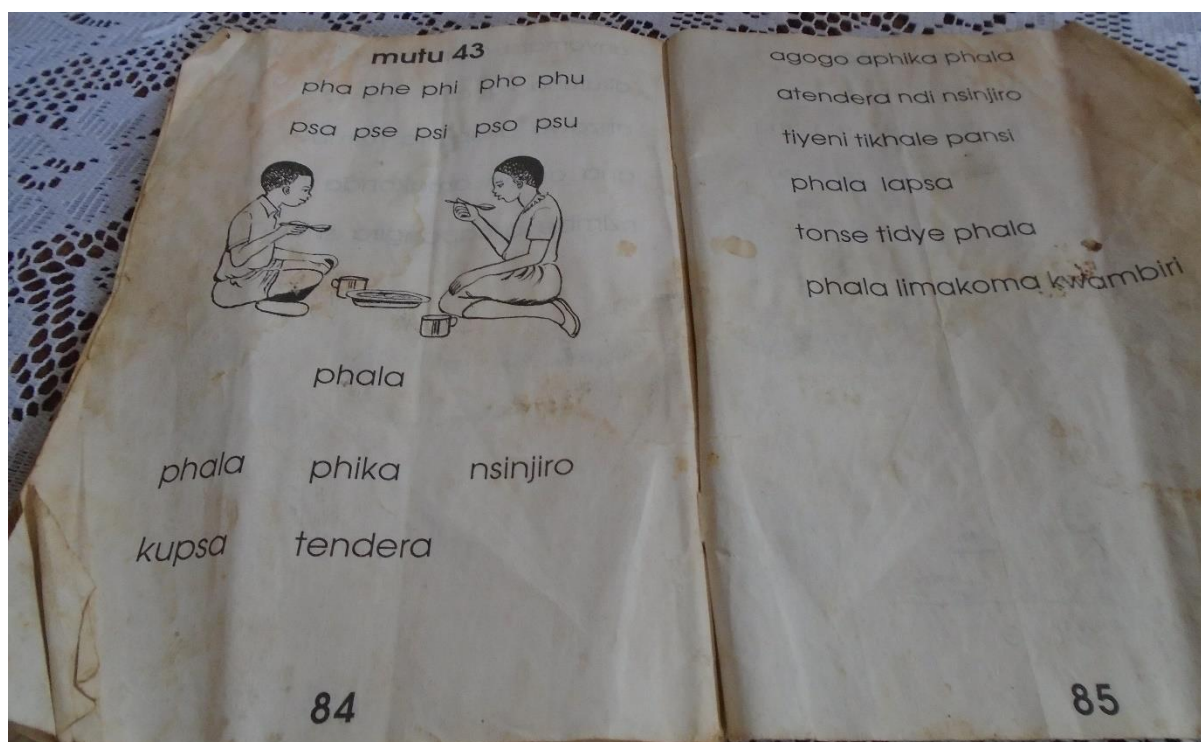 mutu 43
pha phe phi pho phu
psa pse psi pso psu
phala
phala phika nsinjiro
kupsa tendera
84
agogo aphika phala
atendera ndi nsinjiro
tiyeni tikhale pansi
phala lapsa
tonse tidye phala
phala limakoma kwambiri
85